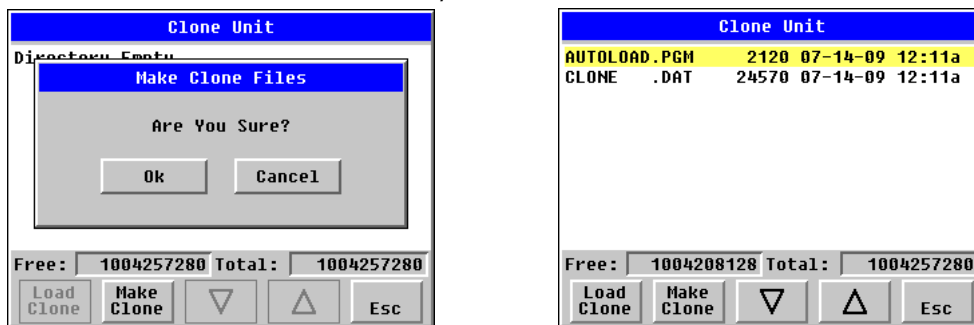 Clone Unit
Directory Empty
Make Clone Files
Are You Sure?
Ok Cancel
Free: 1004257280 Total: 1004257280
Load Clone Make Clone Esc
Clone Unit
AUTOLOAD.PGM 2120 07-14-09 12:11a
CLONE .DAT 24570 07-14-09 12:11a
Free: 1004208128 Total: 1004257280
Load Clone Make Clone Esc